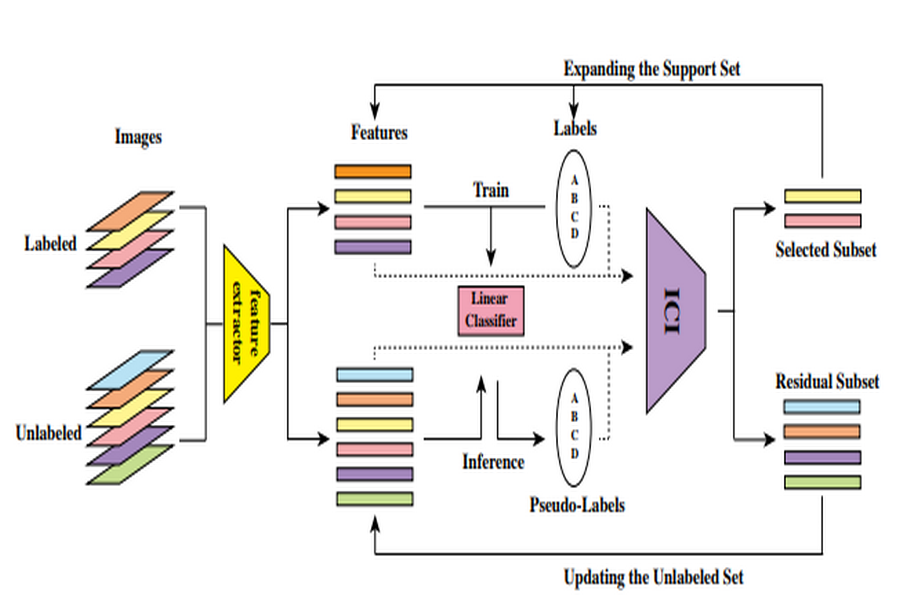 Expanding the Support Set
Images
Features
Labels
Labeled
Train
A
B
C
D
Linear
Classifier
feature
extractor
ICI
Selected Subset
Unlabeled
Inference
A
B
C
D
Pseudo-Labels
Residual Subset
Updating the Unlabeled Set